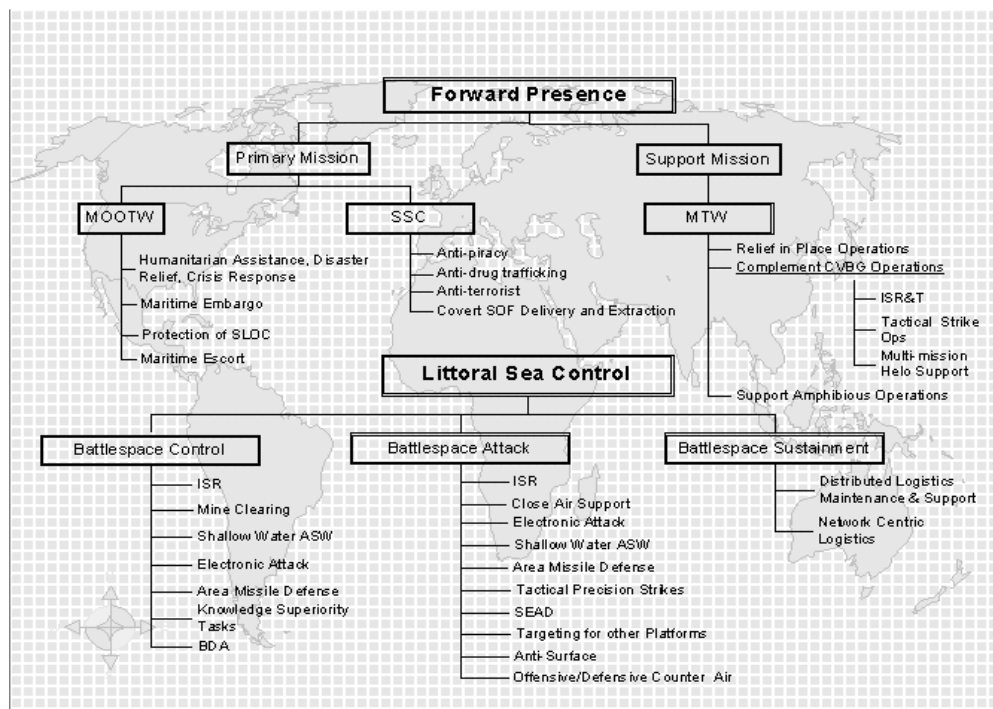 Forward Presence
Primary Mission
Support Mission
MOOTW
SSC
MTW
Humanitarian Assistance, Disaster
Relief, Crisis Response
Maritime Embargo
Protection of SLOC
Maritime Escort
Anti-piracy
Anti-drug trafficking
Anti-terrorist
Covert SOF Delivery and Extraction
Relief in Place Operations
Complement CVBG Operations
ISR&T
Tactical Strike
Ops
Multi-mission
Helo Support
Support Amphibious Operations
Littoral Sea Control
Battlespace Control
Battlespace Attack
Battlespace Sustainment
ISR
Mine Clearing
Shallow Water ASW
Electronic Attack
Area Missile Defense
Knowledge Superiority
Tasks
BDA
ISR
Close Air Support
Electronic Attack
Shallow Water ASW
Area Missile Defense
Tactical Precision Strikes
SEAD
Targeting for other Platforms
Anti-Surface
Offensive/Defensive Counter Air
Distributed Logistics
Maintenance & Support
Network Centric
Logistics